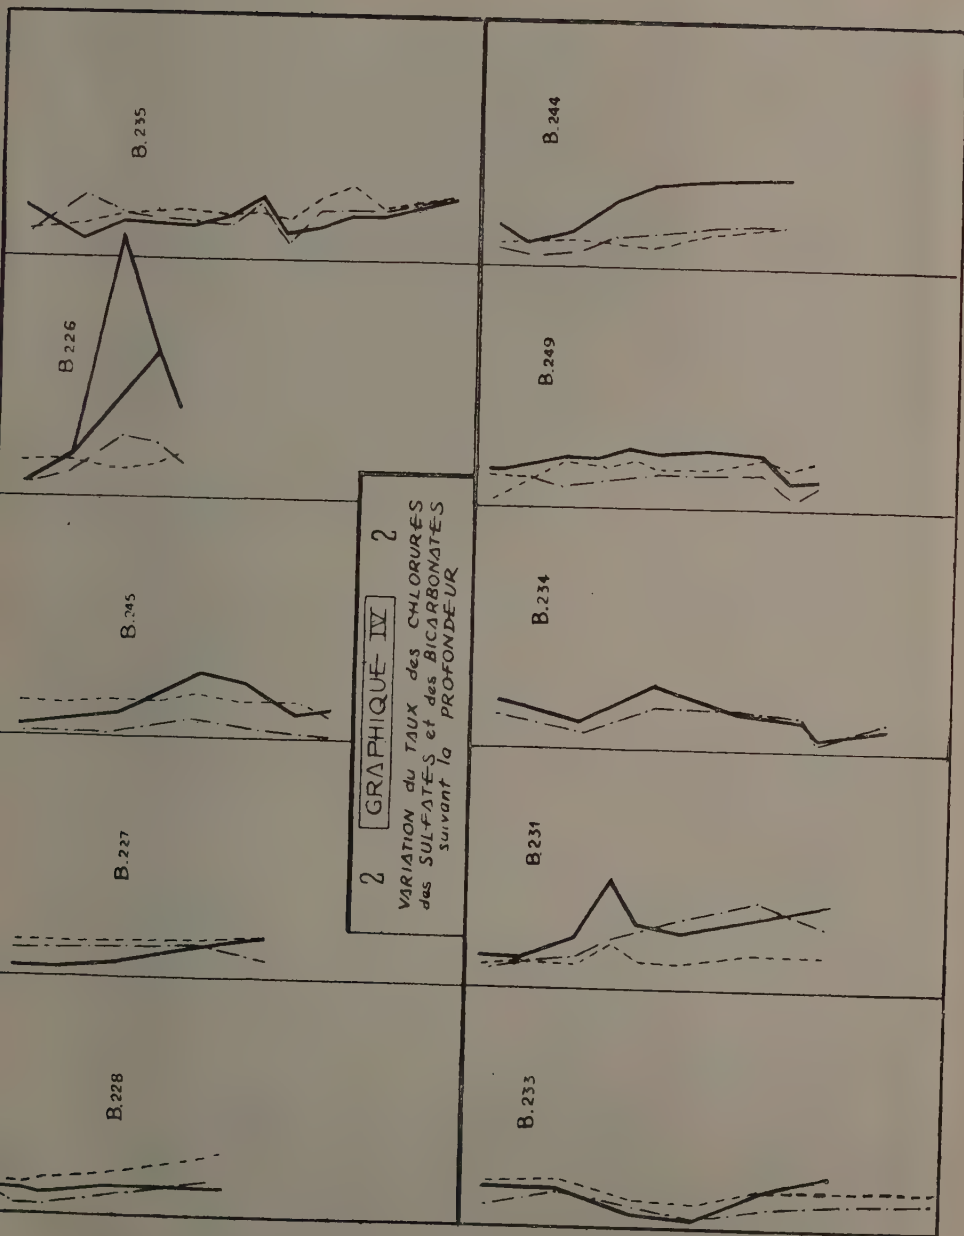 B.235
B.244
B 226
B.249
B.245
B.234
2 GRAPHIQUE IV 2
VARIATION du TAUX des CHLORURES
des SULFATES et des BICARBONATES
suivant la PROFONDEUR
B.227
B231
B.228
B.233